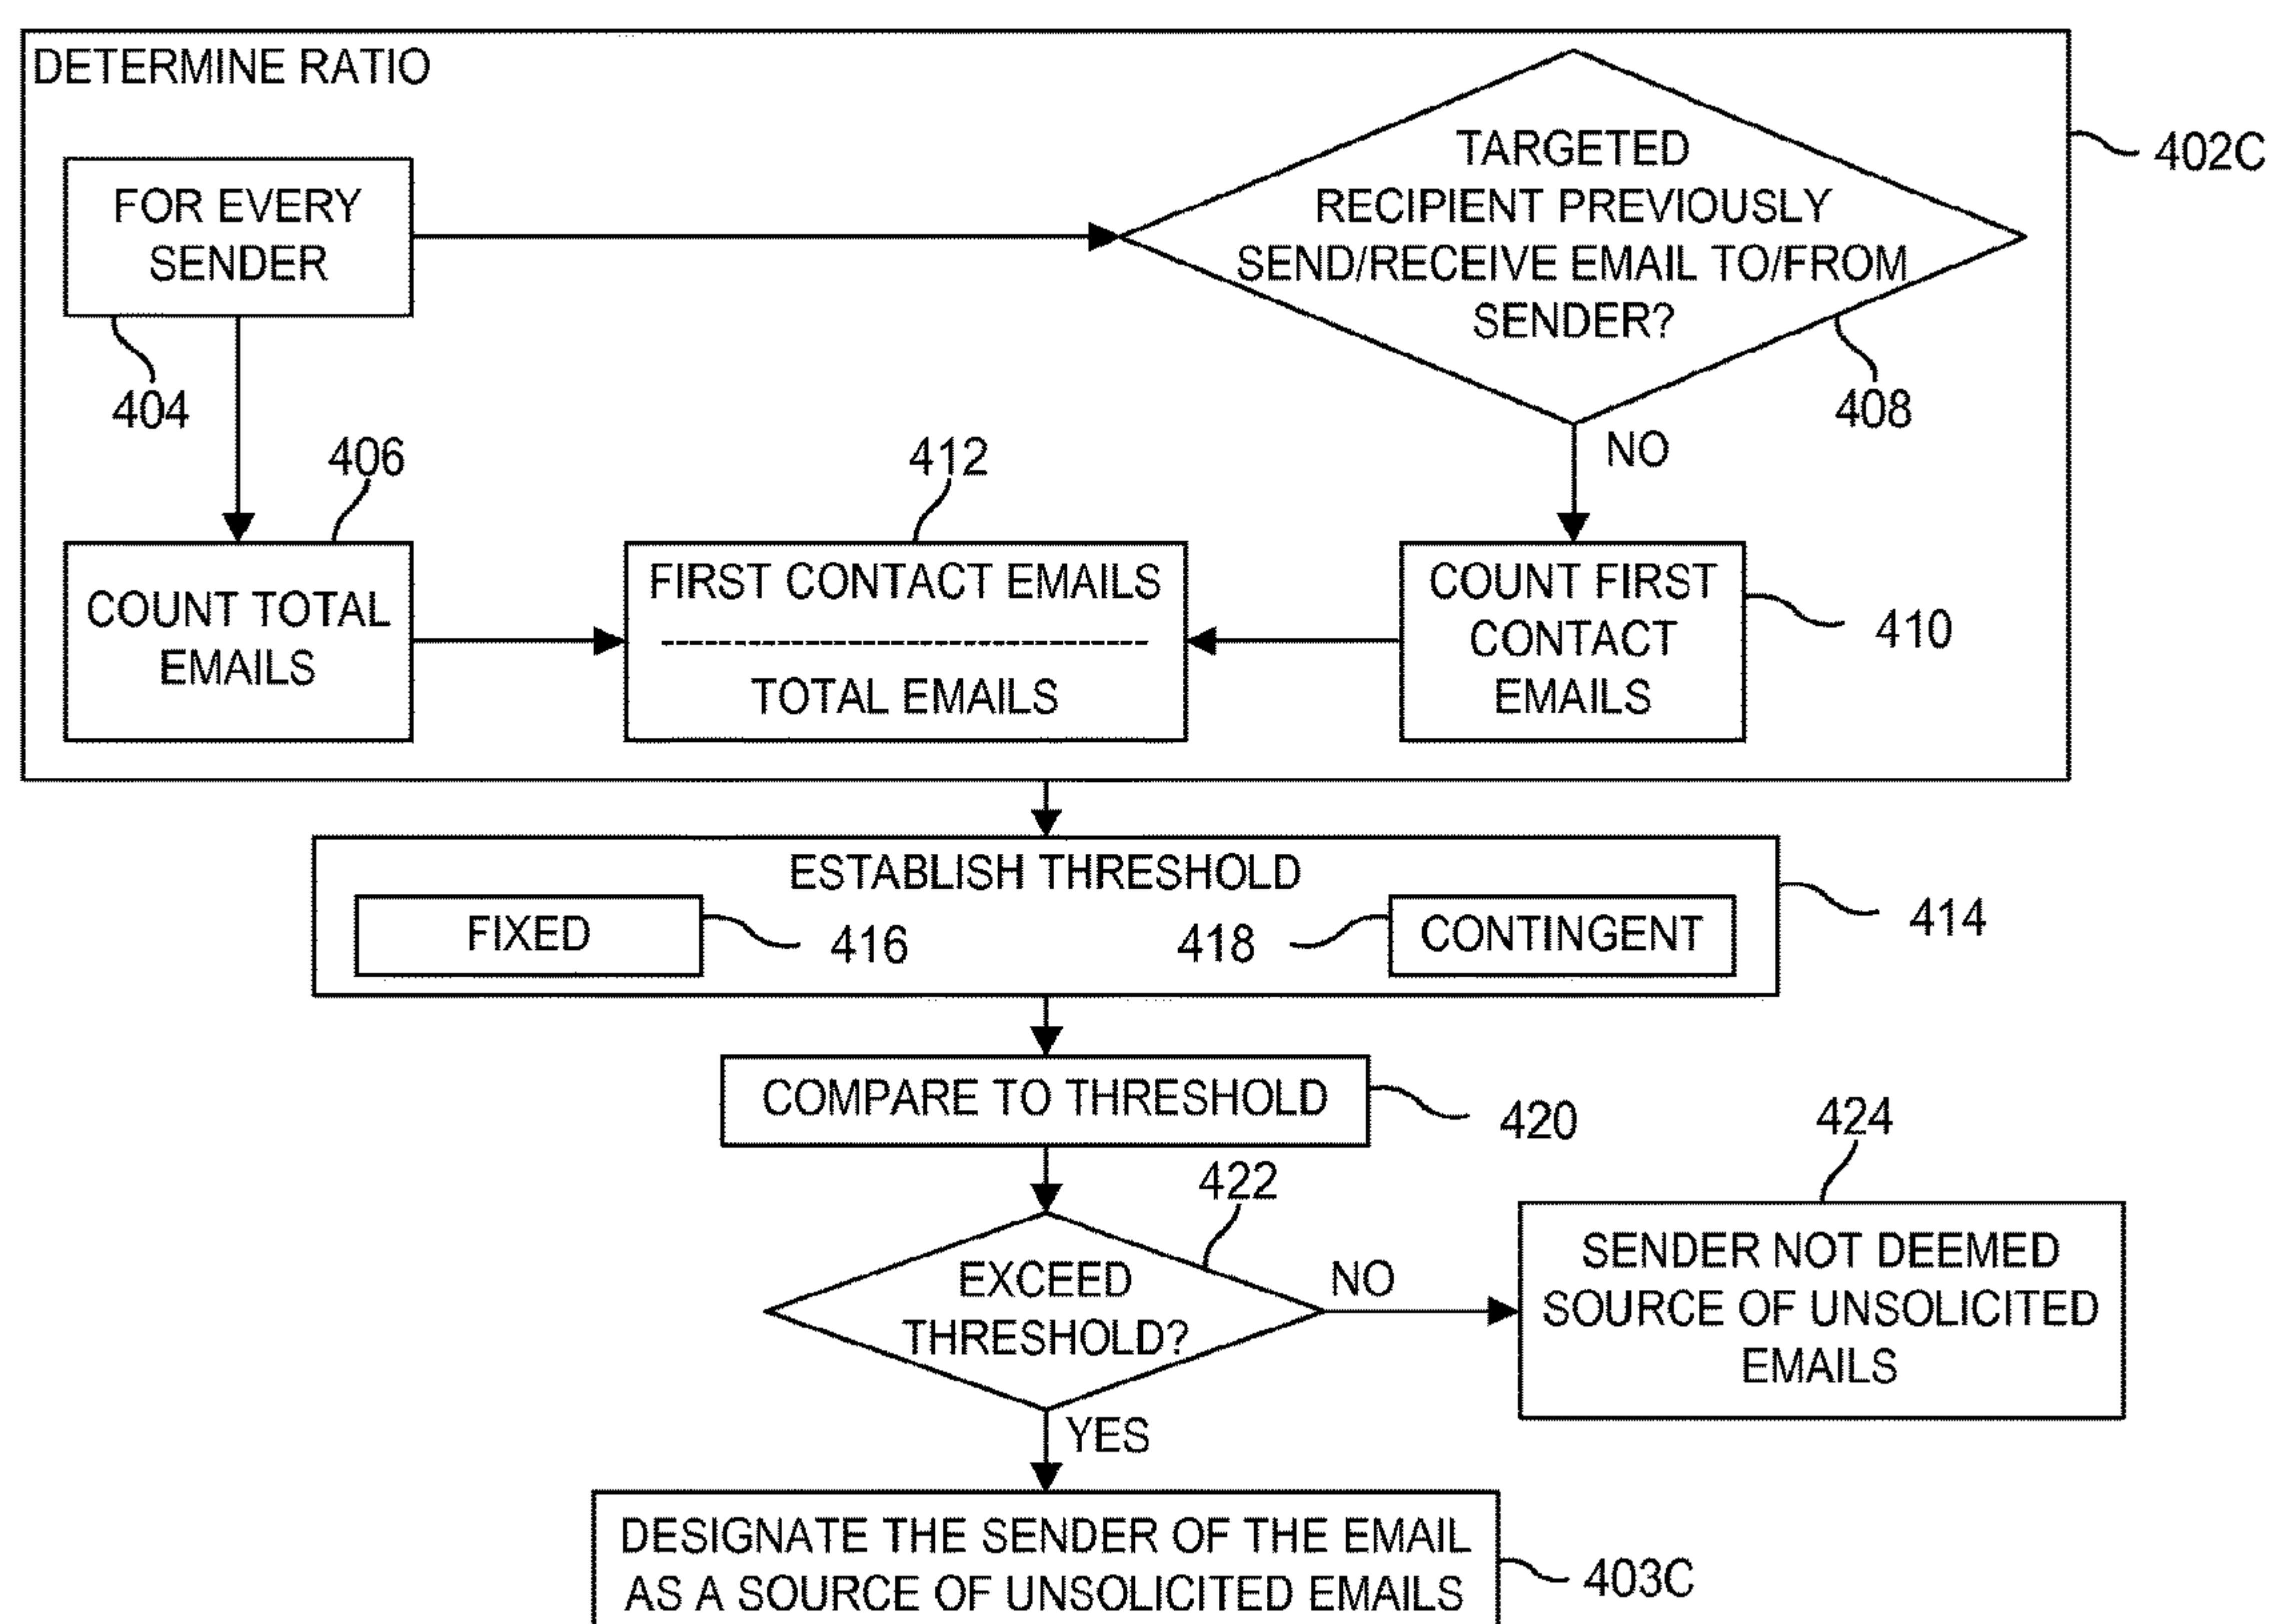 DETERMINE RATIO
FOR EVERY
SENDER
404
TARGETED
RECIPIENT PREVIOUSLY
SEND/RECEIVE EMAIL TO/FROM
SENDER?
402C
408
NO
406
COUNT TOTAL
EMAILS
412
FIRST CONTACT EMAILS
TOTAL EMAILS
COUNT FIRST
CONTACT
EMAILS
410
ESTABLISH THRESHOLD
FIXED
416
418
CONTINGENT
414
COMPARE TO THRESHOLD
420
422
EXCEED
THRESHOLD?
NO
424
SENDER NOT DEEMED
SOURCE OF UNSOLICITED
EMAILS
YES
DESIGNATE THE SENDER OF THE EMAIL
AS A SOURCE OF UNSOLICITED EMAILS
403C